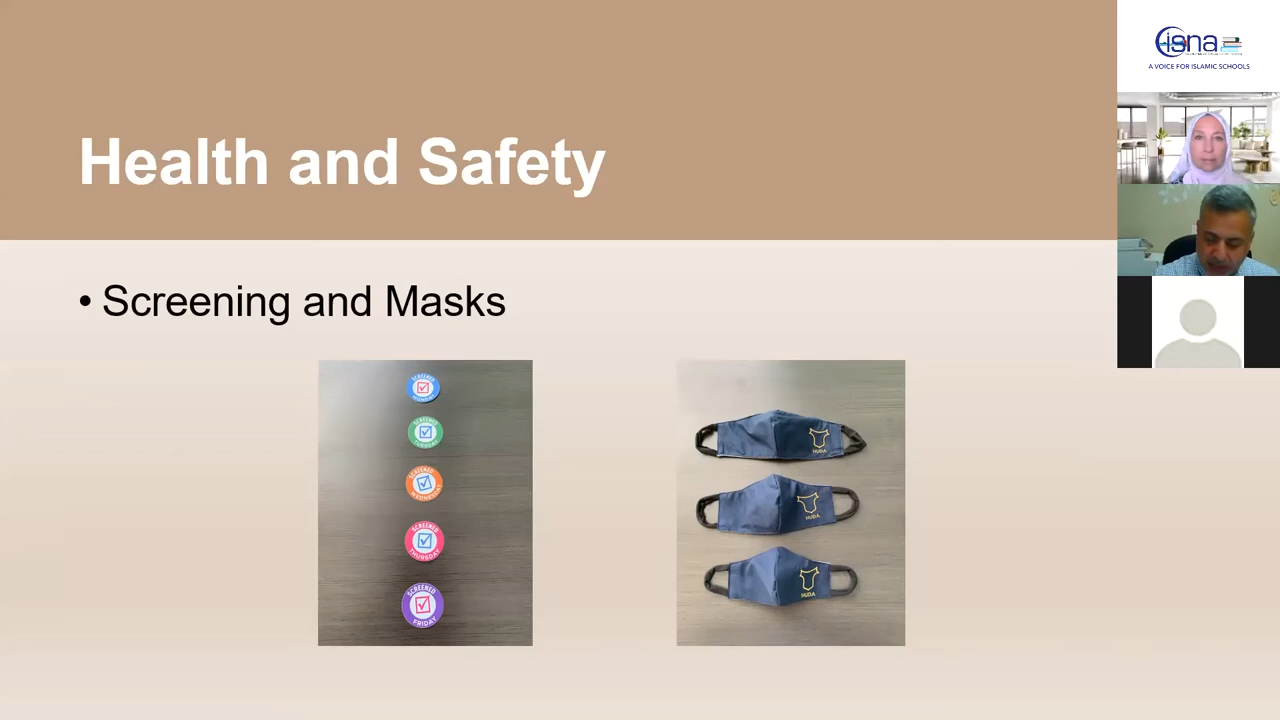 Health and Safety
• Screening and Masks
SCREENED
MONDAY
SCREENED
TUESDAY
SCREENED
WEDNESDAY
SCREENED
THURSDAY
SCREENED
FRIDAY
HUDA
HUDA
HUDA
cisna
A VOICE FOR ISLAMIC SCHOOLS